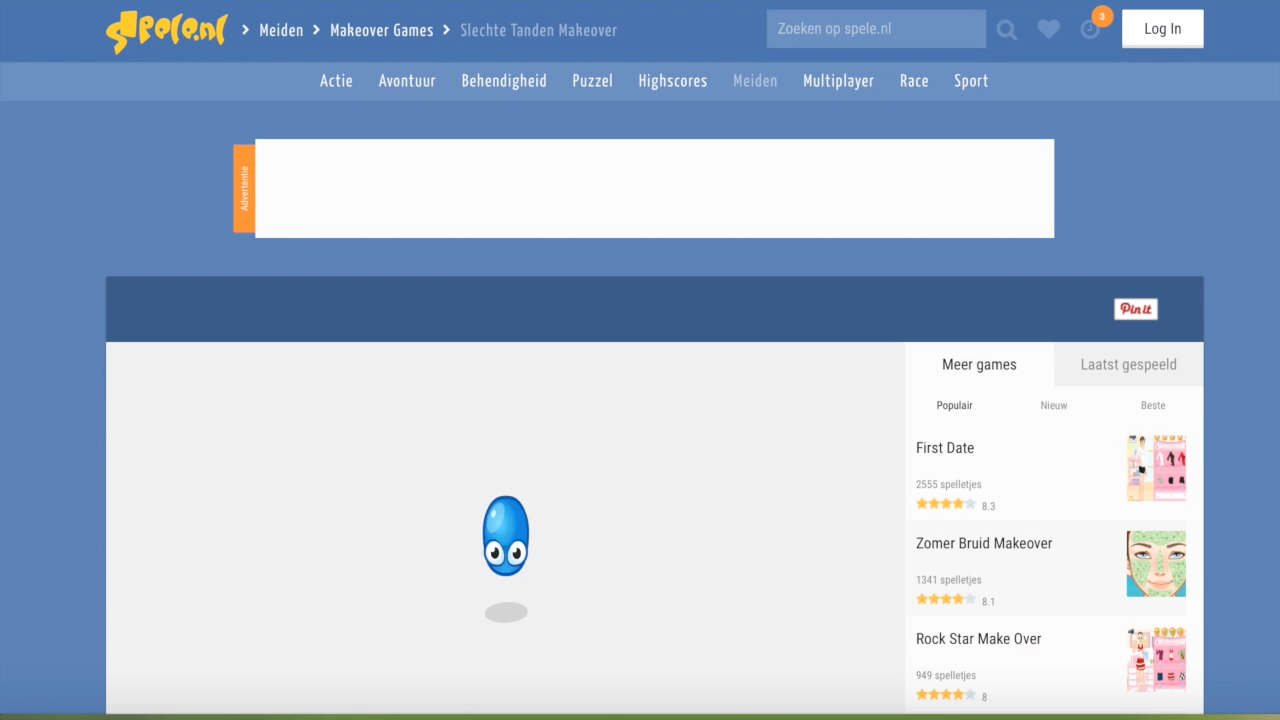 spele.nl
Meiden
Makeover Games
Slechte Tanden Makeover
Zoeken op spele.nl
3
Log In
Actie
Avontuur
Behendigheid
Puzzel
Highscores
Meiden
Multiplayer
Race
Sport
Advertentie
Pin it
Meer games
Laatst gespeeld
Populair
Nieuw
Beste
First Date
2555 spelletjes
8.3
Zomer Bruid Makeover
1341 spelletjes
8.1
Rock Star Make Over
949 spelletjes
8